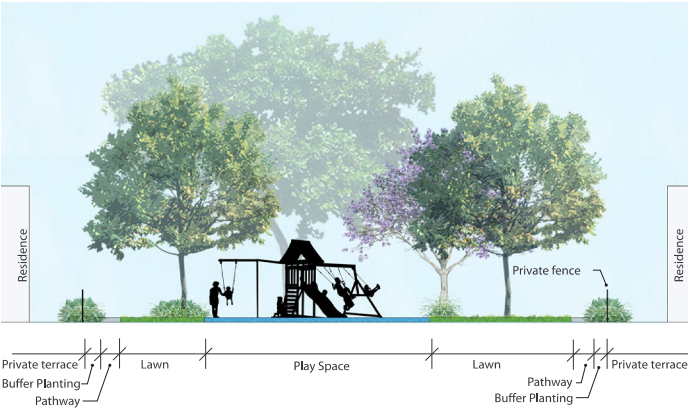 Residence
Residence
Private fence
Private terrace
Lawn
Play Space
Lawn
Private terrace
Buffer Planting
Pathway
Pathway
Buffer Planting